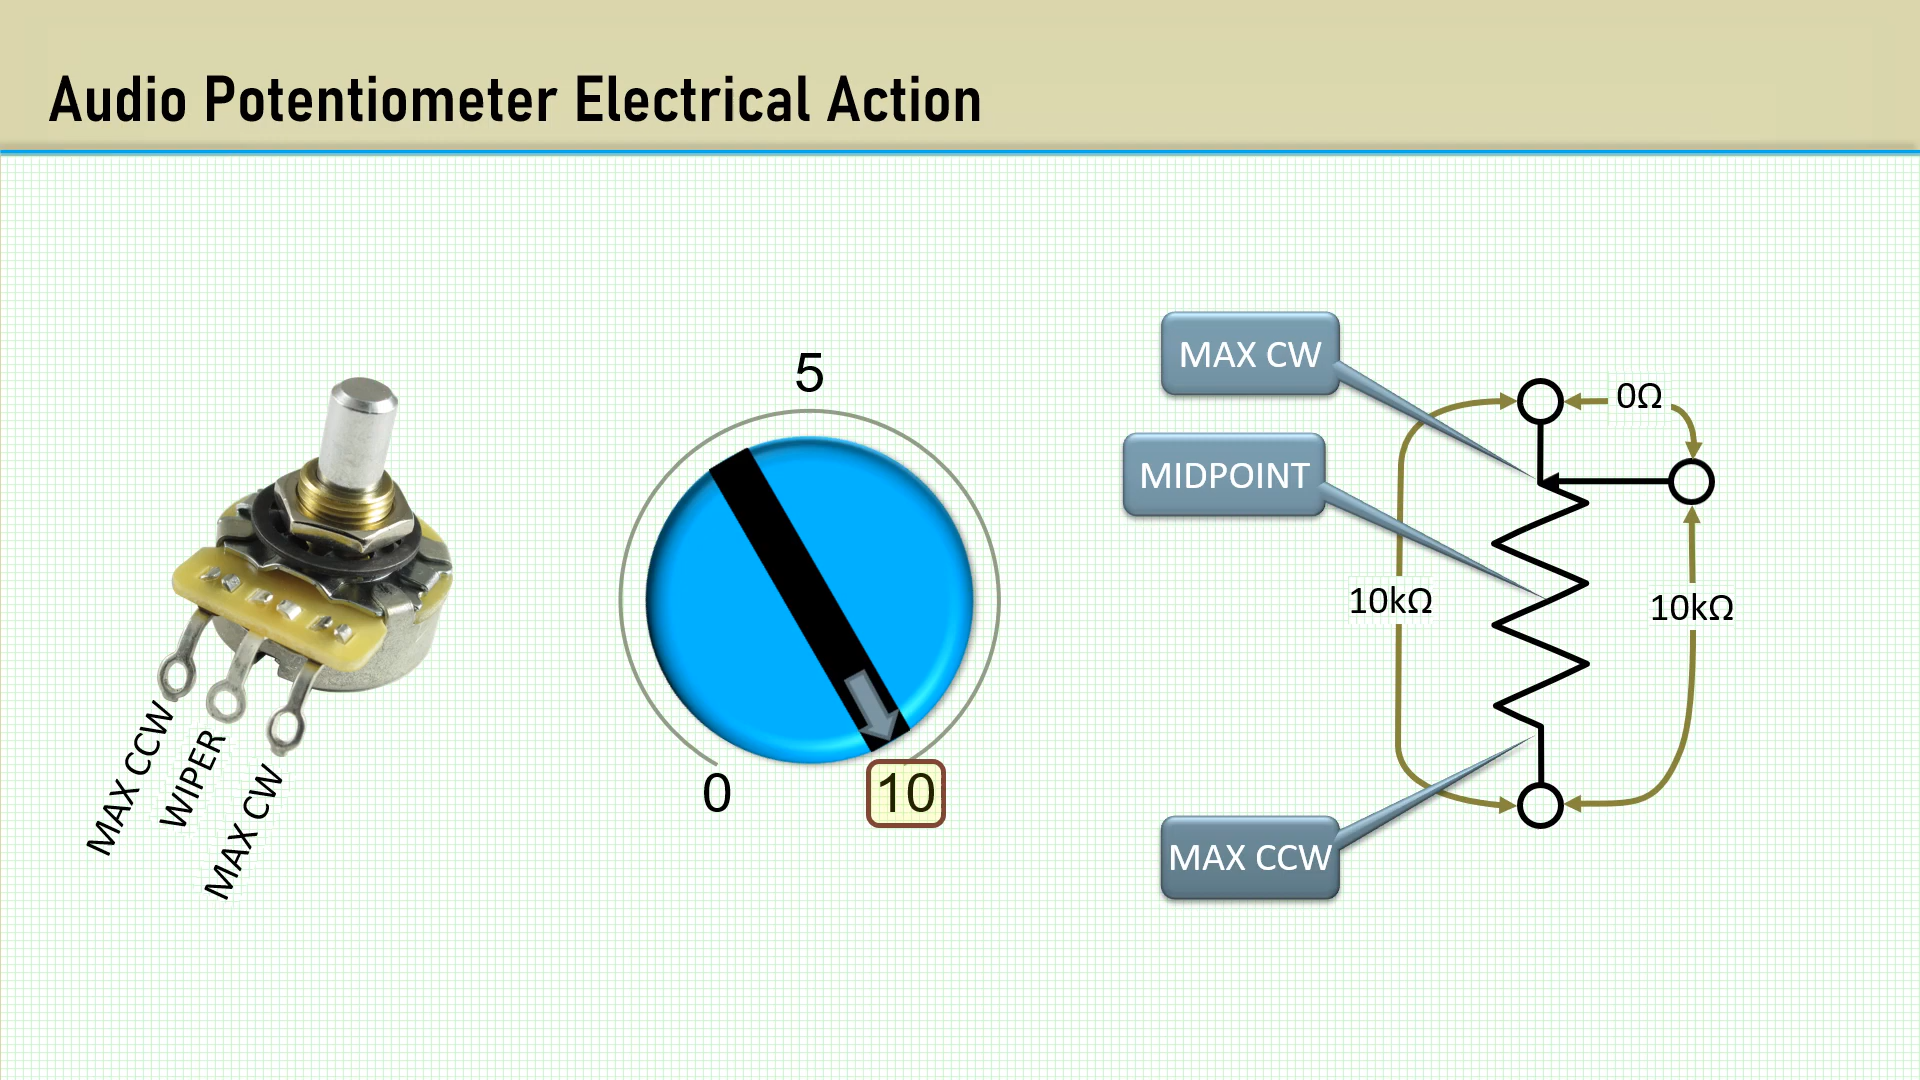 Audio Potentiometer Electrical Action
MAX CCW
WIPER
MAX CW
5
0
10
MAX CW
MIDPOINT
MAX CCW
0Ω
10kΩ
10kΩ